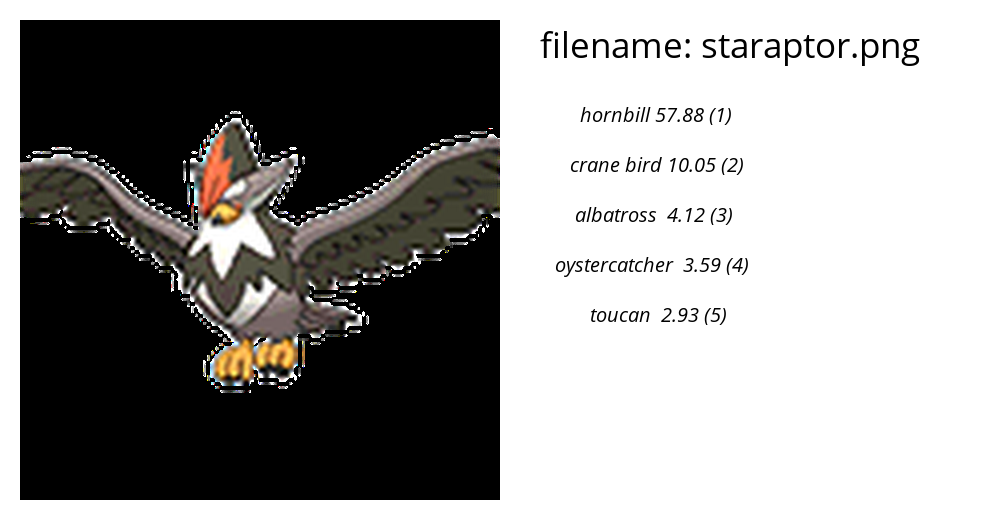 filename: staraptor.png
hornbill 57.88 (1)
crane bird 10.05 (2)
albatross 4.12 (3)
oystercatcher 3.59 (4)
toucan 2.93 (5)